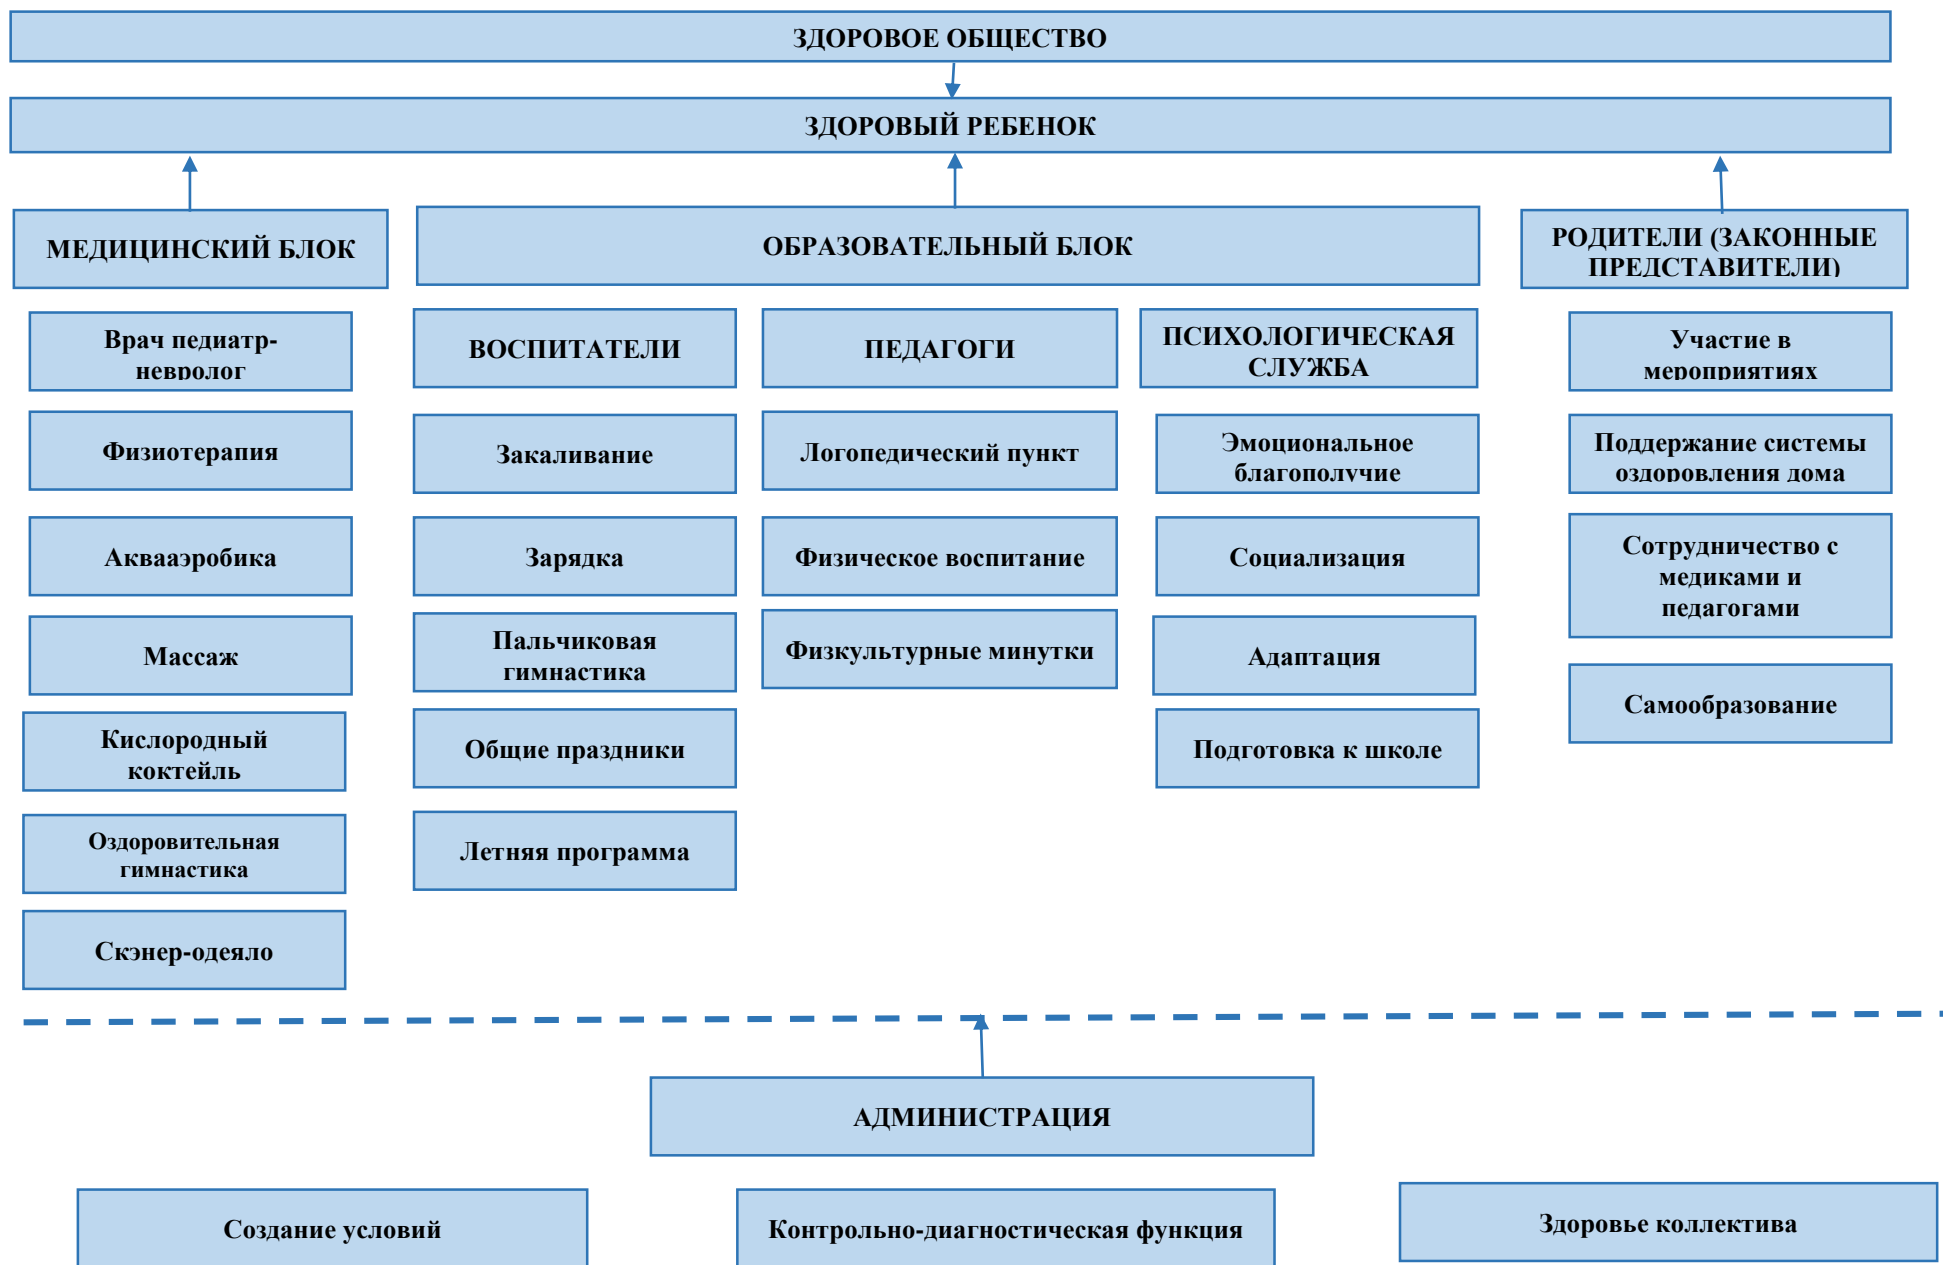 ЗДОРОВОЕ ОБЩЕСТВО
ЗДОРОВЫЙ РЕБЕНОК
МЕДИЦИНСКИЙ БЛОК
ОБРАЗОВАТЕЛЬНЫЙ БЛОК
РОДИТЕЛИ (ЗАКОННЫЕ
ПРЕДСТАВИТЕЛИ)
Врач педиатр-
невролог
Физиотерапия
Аквааэробика
Массаж
Кислородный
коктейль
Оздоровительная
гимнастика
Скэнер-одеяло
ВОСПИТАТЕЛИ
Закаливание
Зарядка
Пальчиковая
гимнастика
Общие праздники
Летняя программа
ПЕДАГОГИ
Логопедический пункт
Физическое воспитание
Физкультурные минутки
ПСИХОЛОГИЧЕСКАЯ
СЛУЖБА
Эмоциональное
благополучие
Социализация
Адаптация
Подготовка к школе
Участие в
мероприятиях
Поддержание системы
оздоровления дома
Сотрудничество с
медиками и
педагогами
Самообразование
АДМИНИСТРАЦИЯ
Создание условий
Контрольно-диагностическая функция
Здоровье коллектива